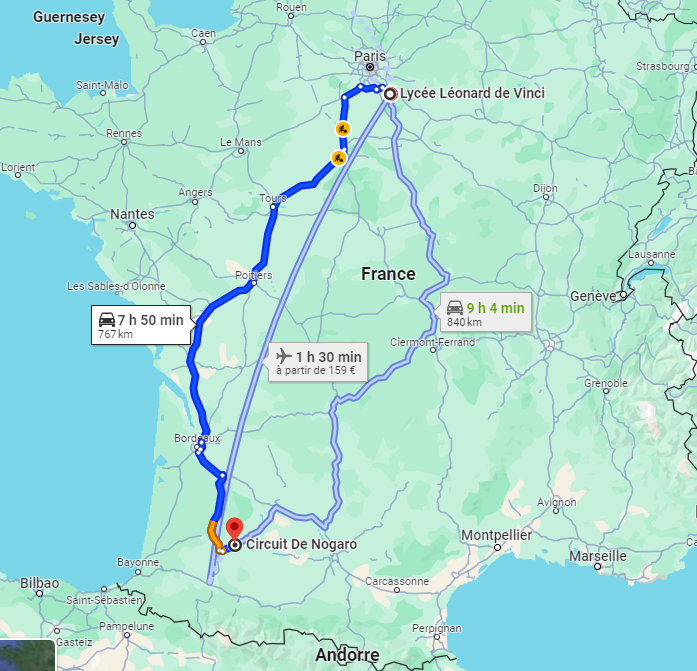 Rouen
Guernesey
Caen
Jersey
Paris
Strasbourg
Saint-Malo
Lycée Léonard de Vinci
Rennes
Le Mans
Lorient
Angers
Tours
Dijon
Nantes
Lausanne
Poitiers
France
Les Sables-d'Olonne
Genève
9 h 4 min
840 km
7 h 50 min
767 km
Clermont-Ferrand
1 h 30 min
à partir de 159 €
Grenoble
Bordeaux
Avignon
Circuit De Nogaro
Montpellier
Marseille
Bayonne
Bilbao
Carcassonne
Saint-Sébastien
Pampelune
Perpignan
Gasteiz
Andorre